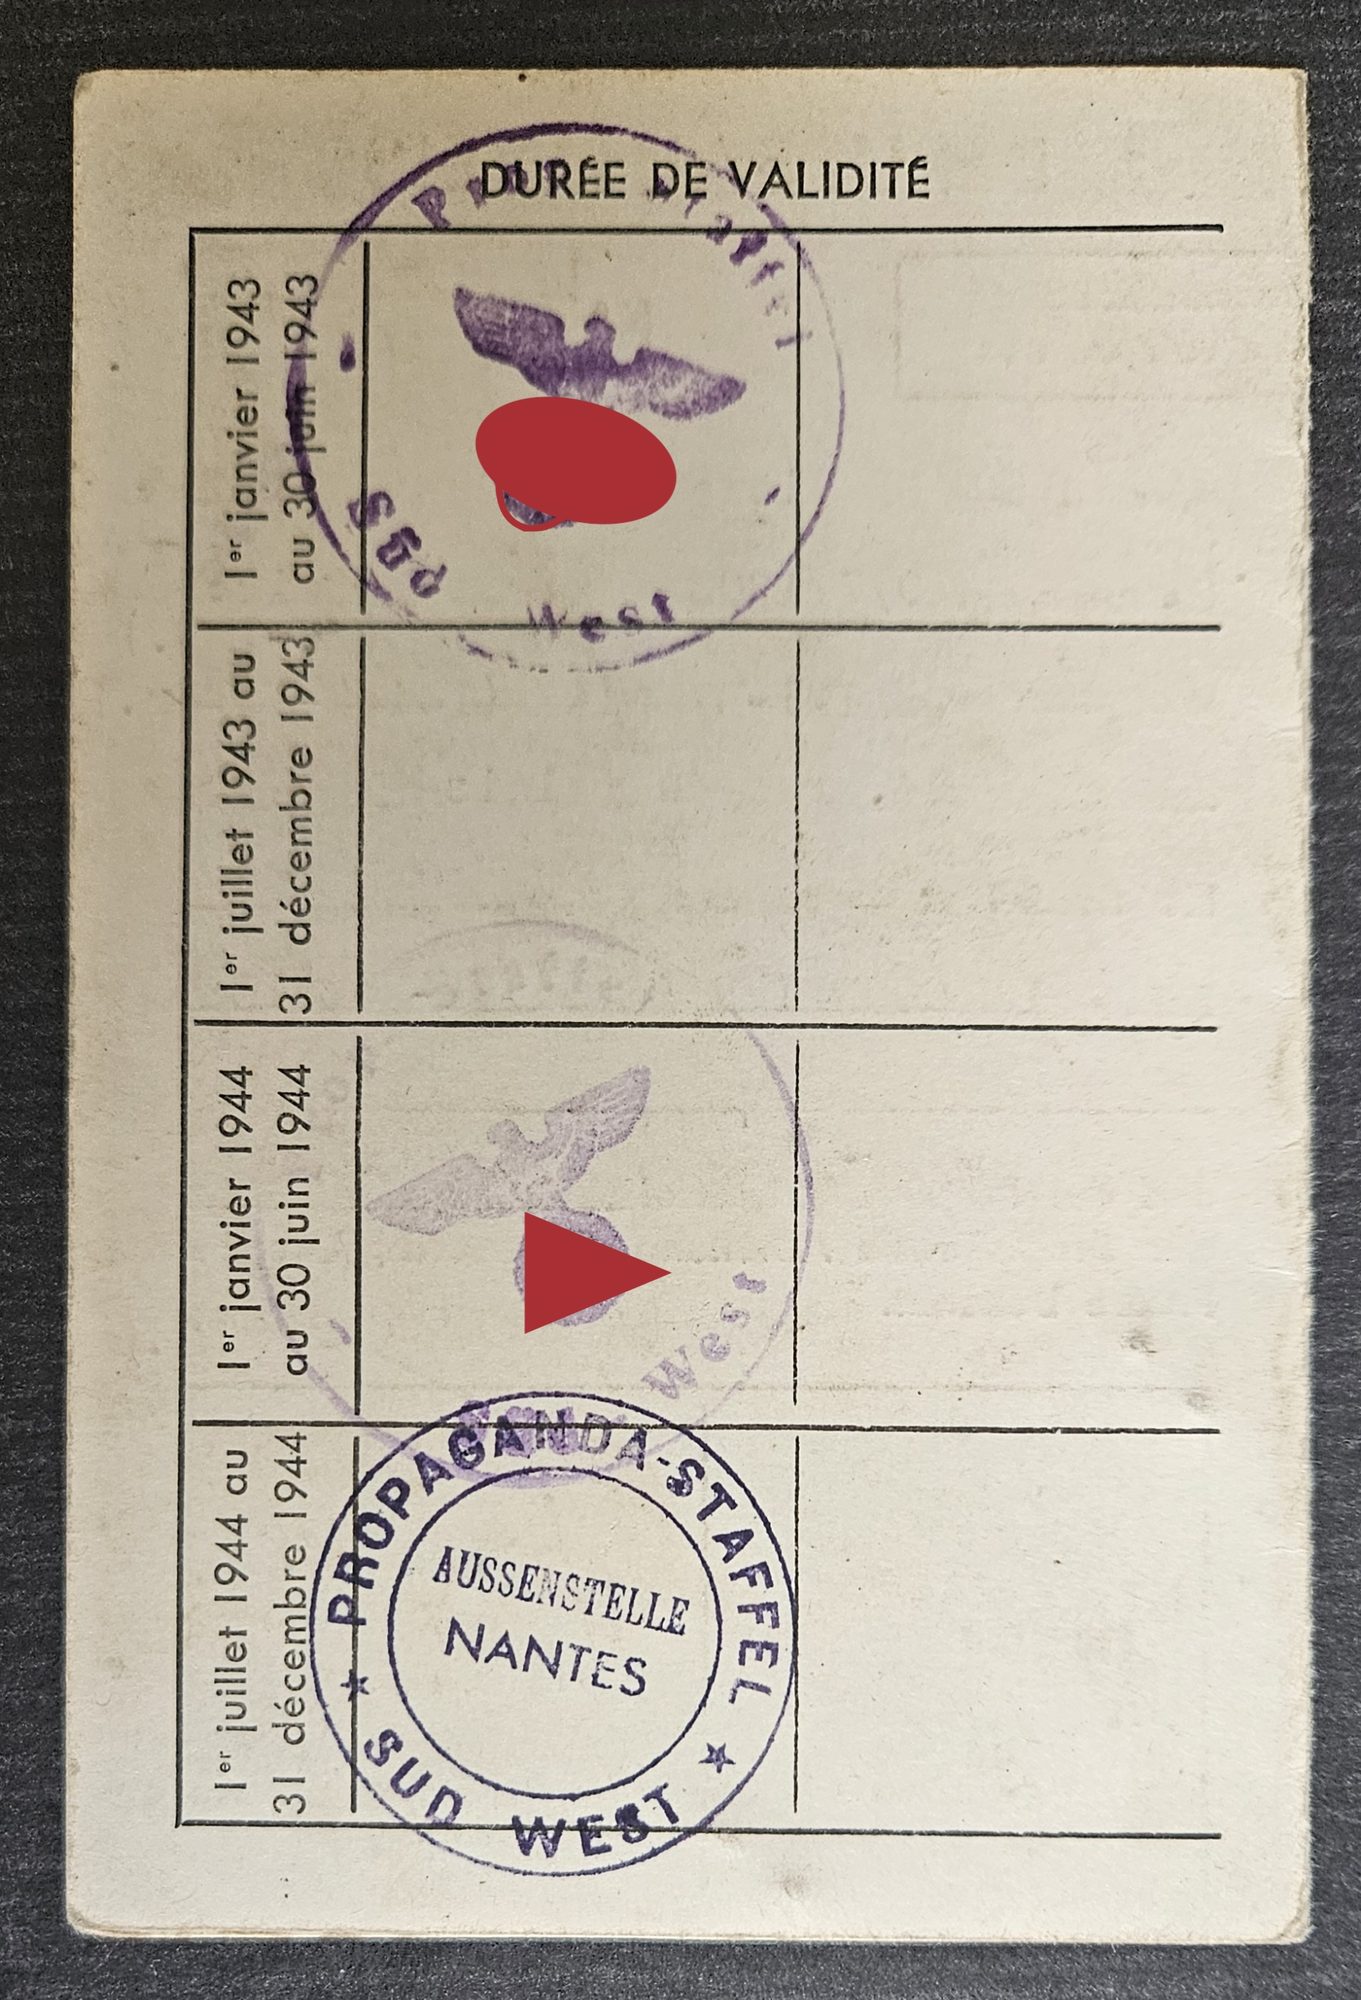 DURÉE DE VALIDITÉ
1er janvier 1943
au 30 juin 1943
Staffel
Süd West
1er juillet 1943 au
31 décembre 1943
1er janvier 1944
au 30 juin 1944
West
1er juillet 1944 au
31 décembre 1944
PROPAGANDA-STAFFEL
AUSSENSTELLE
NANTES
★ SUD WEST ★